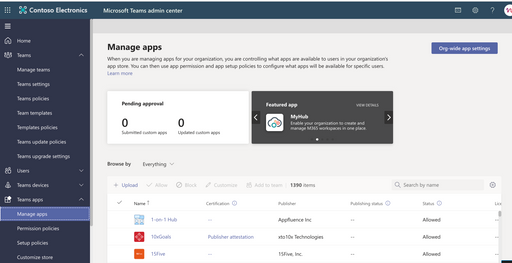 Contoso Electronics
Microsoft Teams admin center
Home
Teams
Manage teams
Teams settings
Teams policies
Team templates
Templates policies
Teams update policies
Teams upgrade settings
Users
Teams devices
Teams apps
Manage apps
Permission policies
Setup policies
Customize store
Manage apps
Org-wide app settings
When you are managing apps for your organization, you are controlling what apps are available to users in your organization's
app store. You can then use app permission and app setup policies to configure what apps will be available for specific users
Learn more
Pending approval
0
Submitted custom apps
0
Updated custom apps
Featured app
VIEW DETAILS
MyHub
Enable your organisation to create and
manage M365 workspaces in one place
Browse by
Everything
Upload
Allow
Block
Customize
Add to team
1390 items
Search by name
Name
Certification
Publisher
Publishing status
Status
1-on-1 Hub
--
Appfluence Inc
--
Allowed
10xGoals
Publisher attestation
xto10x Technologies
--
Allowed
15Five
--
15Five, Inc.
--
Allowed